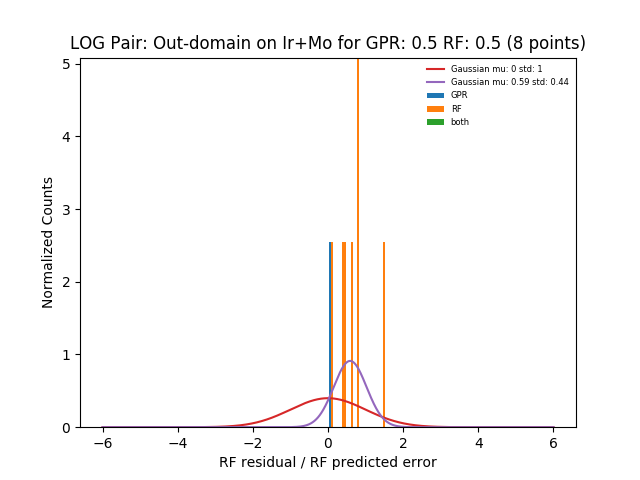 LOG Pair: Out-domain on Ir+Mo for GPR: 0.5 RF: 0.5 (8 points)
Gaussian mu: 0 std: 1
Gaussian mu: 0.59 std: 0.44
GPR
RF
both
Normalized Counts
5
4
3
2
1
0
−6 −4 −2 0 2 4 6
RF residual / RF predicted error